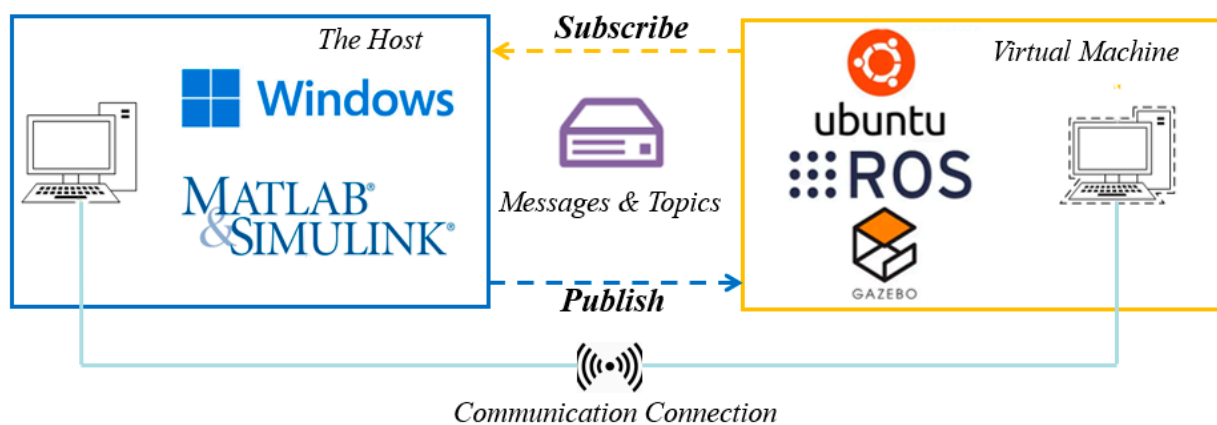 The Host
Windows
MATLAB®
&SIMULINK®
Subscribe
Messages & Topics
Publish
Virtual Machine
ubuntu
ROS
GAZEBO
Communication Connection